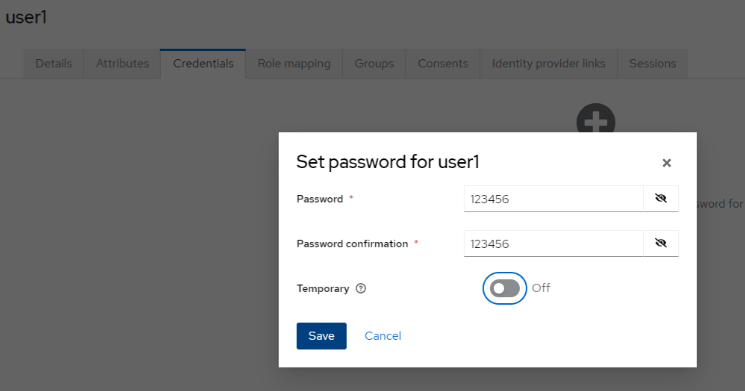 user1
Details Attributes Credentials Role mapping Groups Consents Identity provider links Sessions
Set password for user1
Password * 123456
Password confirmation * 123456
Temporary Off
Save Cancel
sword for